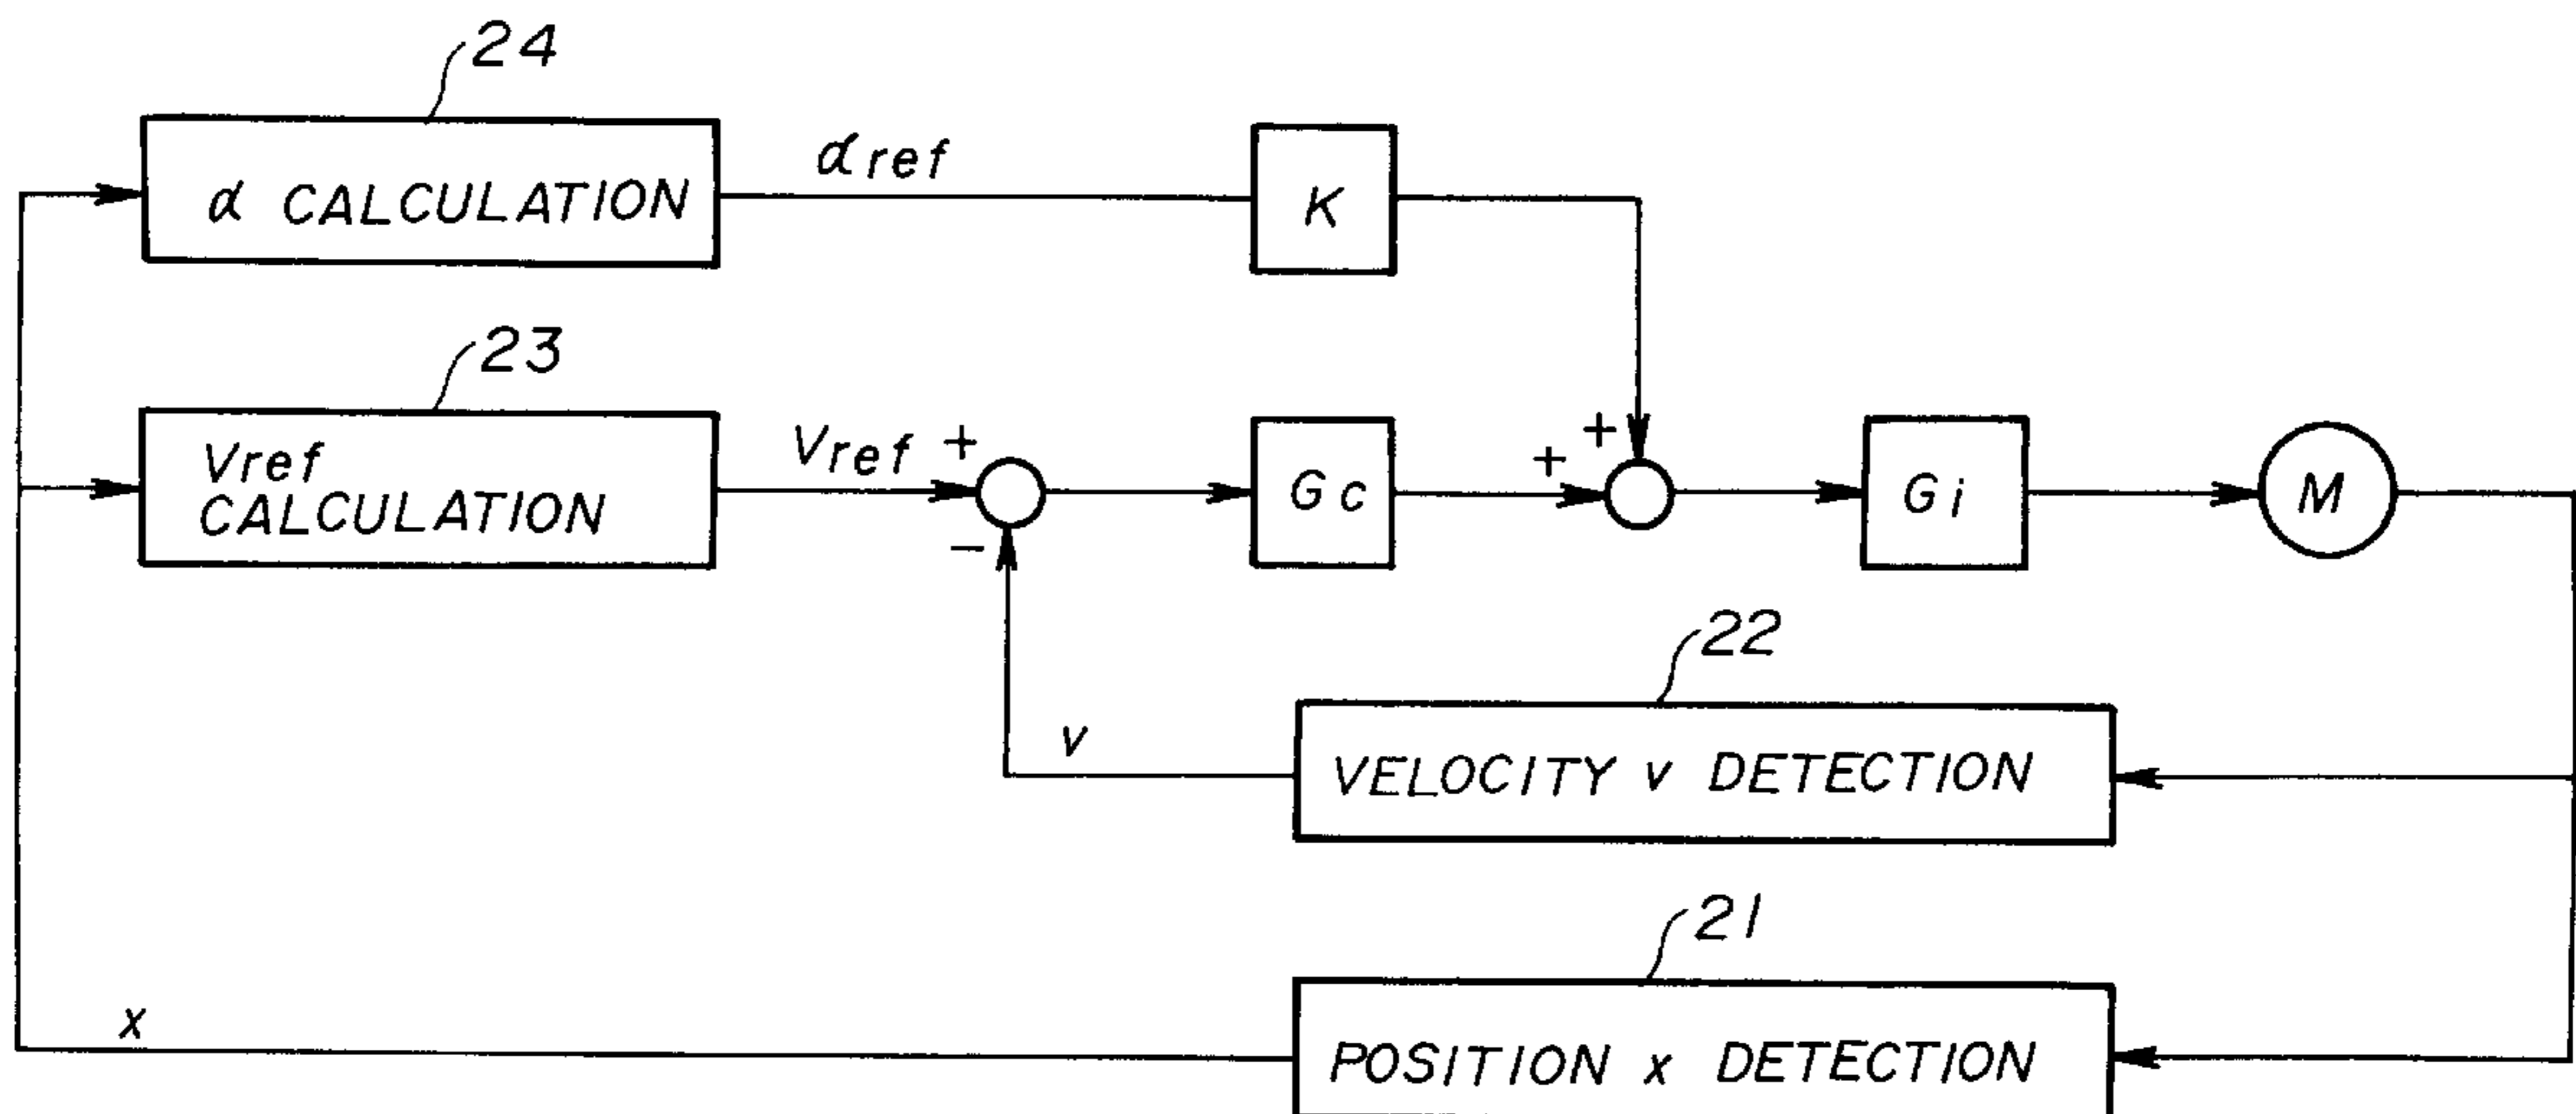 24
α CALCULATION
αref
K
23
Vref
CALCULATION
Vref
+
-
Gc
+
+
Gi
M
22
VELOCITY v DETECTION
v
21
POSITION x DETECTION
x